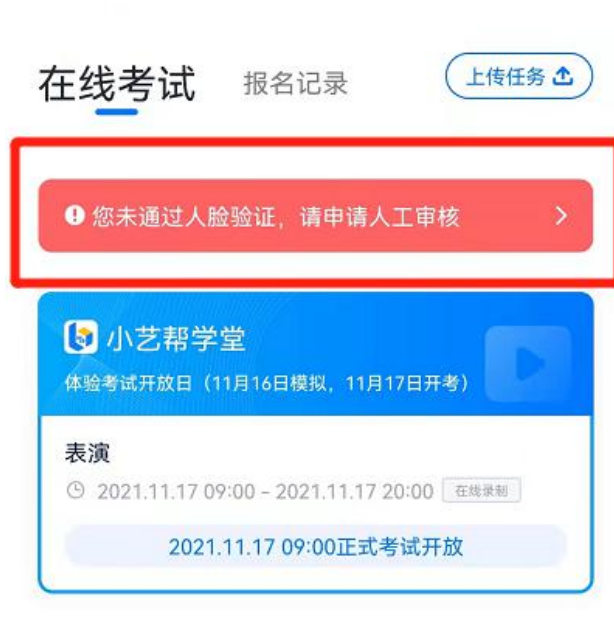 在线考试
报名记录
上传任务
您未通过人脸验证，请申请人工审核
小艺帮学堂
体验考试开放日（11月16日模拟，11月17日开考）
表演
2021.11.17 09:00 - 2021.11.17 20:00 在线录制
2021.11.17 09:00正式考试开放